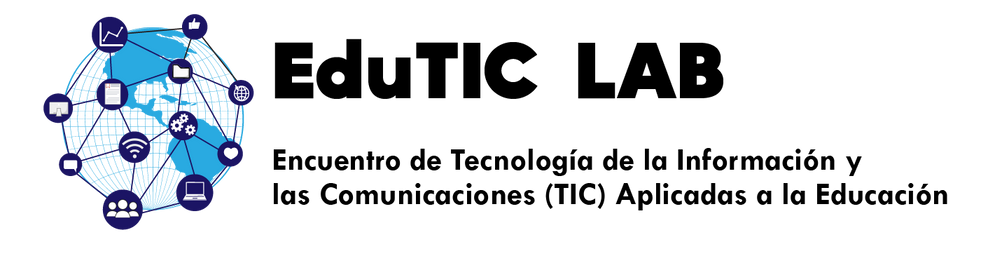 EduTIC LAB
Encuentro de Tecnología de la Información y
las Comunicaciones (TIC) Aplicadas a la Educación